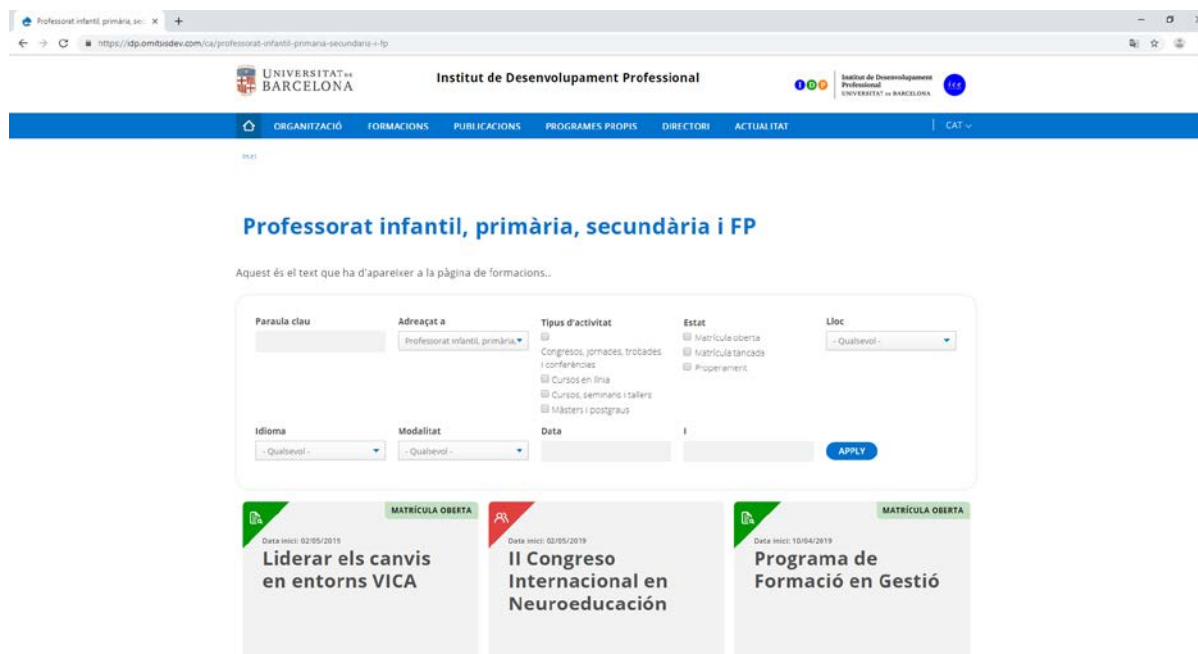 Professorat infantil, primària, sec
https://idp.omitsisdev.com/ca/professorat-infantil-primaria-secundaria-i-fp
UNIVERSITAT DE
BARCELONA
Institut de Desenvolupament Professional
IDP
Institut de Desenvolupament
Professional
UNIVERSITAT DE BARCELONA
ice
ORGANITZACIÓ FORMACIONS PUBLICACIONS PROGRAMES PROPIS DIRECTORI ACTUALITAT CAT
Inici
Professorat infantil, primària, secundària i FP
Aquest és el text que ha d'apareixer a la pàgina de formacions..
Paraula clau Adreaçat a Tipus d'activitat Estat Lloc
Professorat infantil, primària, Matrícula oberta - Qualsevol -
Congresos, jornades, trobades Matrícula tancada
i conferències Properament
Cursos en línia
Cursos, seminaris i tallers
Màsters i postgraus
Idioma Modalitat Data I
- Qualsevol - - Qualsevol - APPLY
MATRÍCULA OBERTA MATRÍCULA OBERTA
Data inici: 02/05/2019 Data inici: 02/05/2019 Data inici: 10/04/2019
Liderar els canvis II Congreso Programa de
en entorns VICA Internacional en Formació en Gestió
Neuroeducación